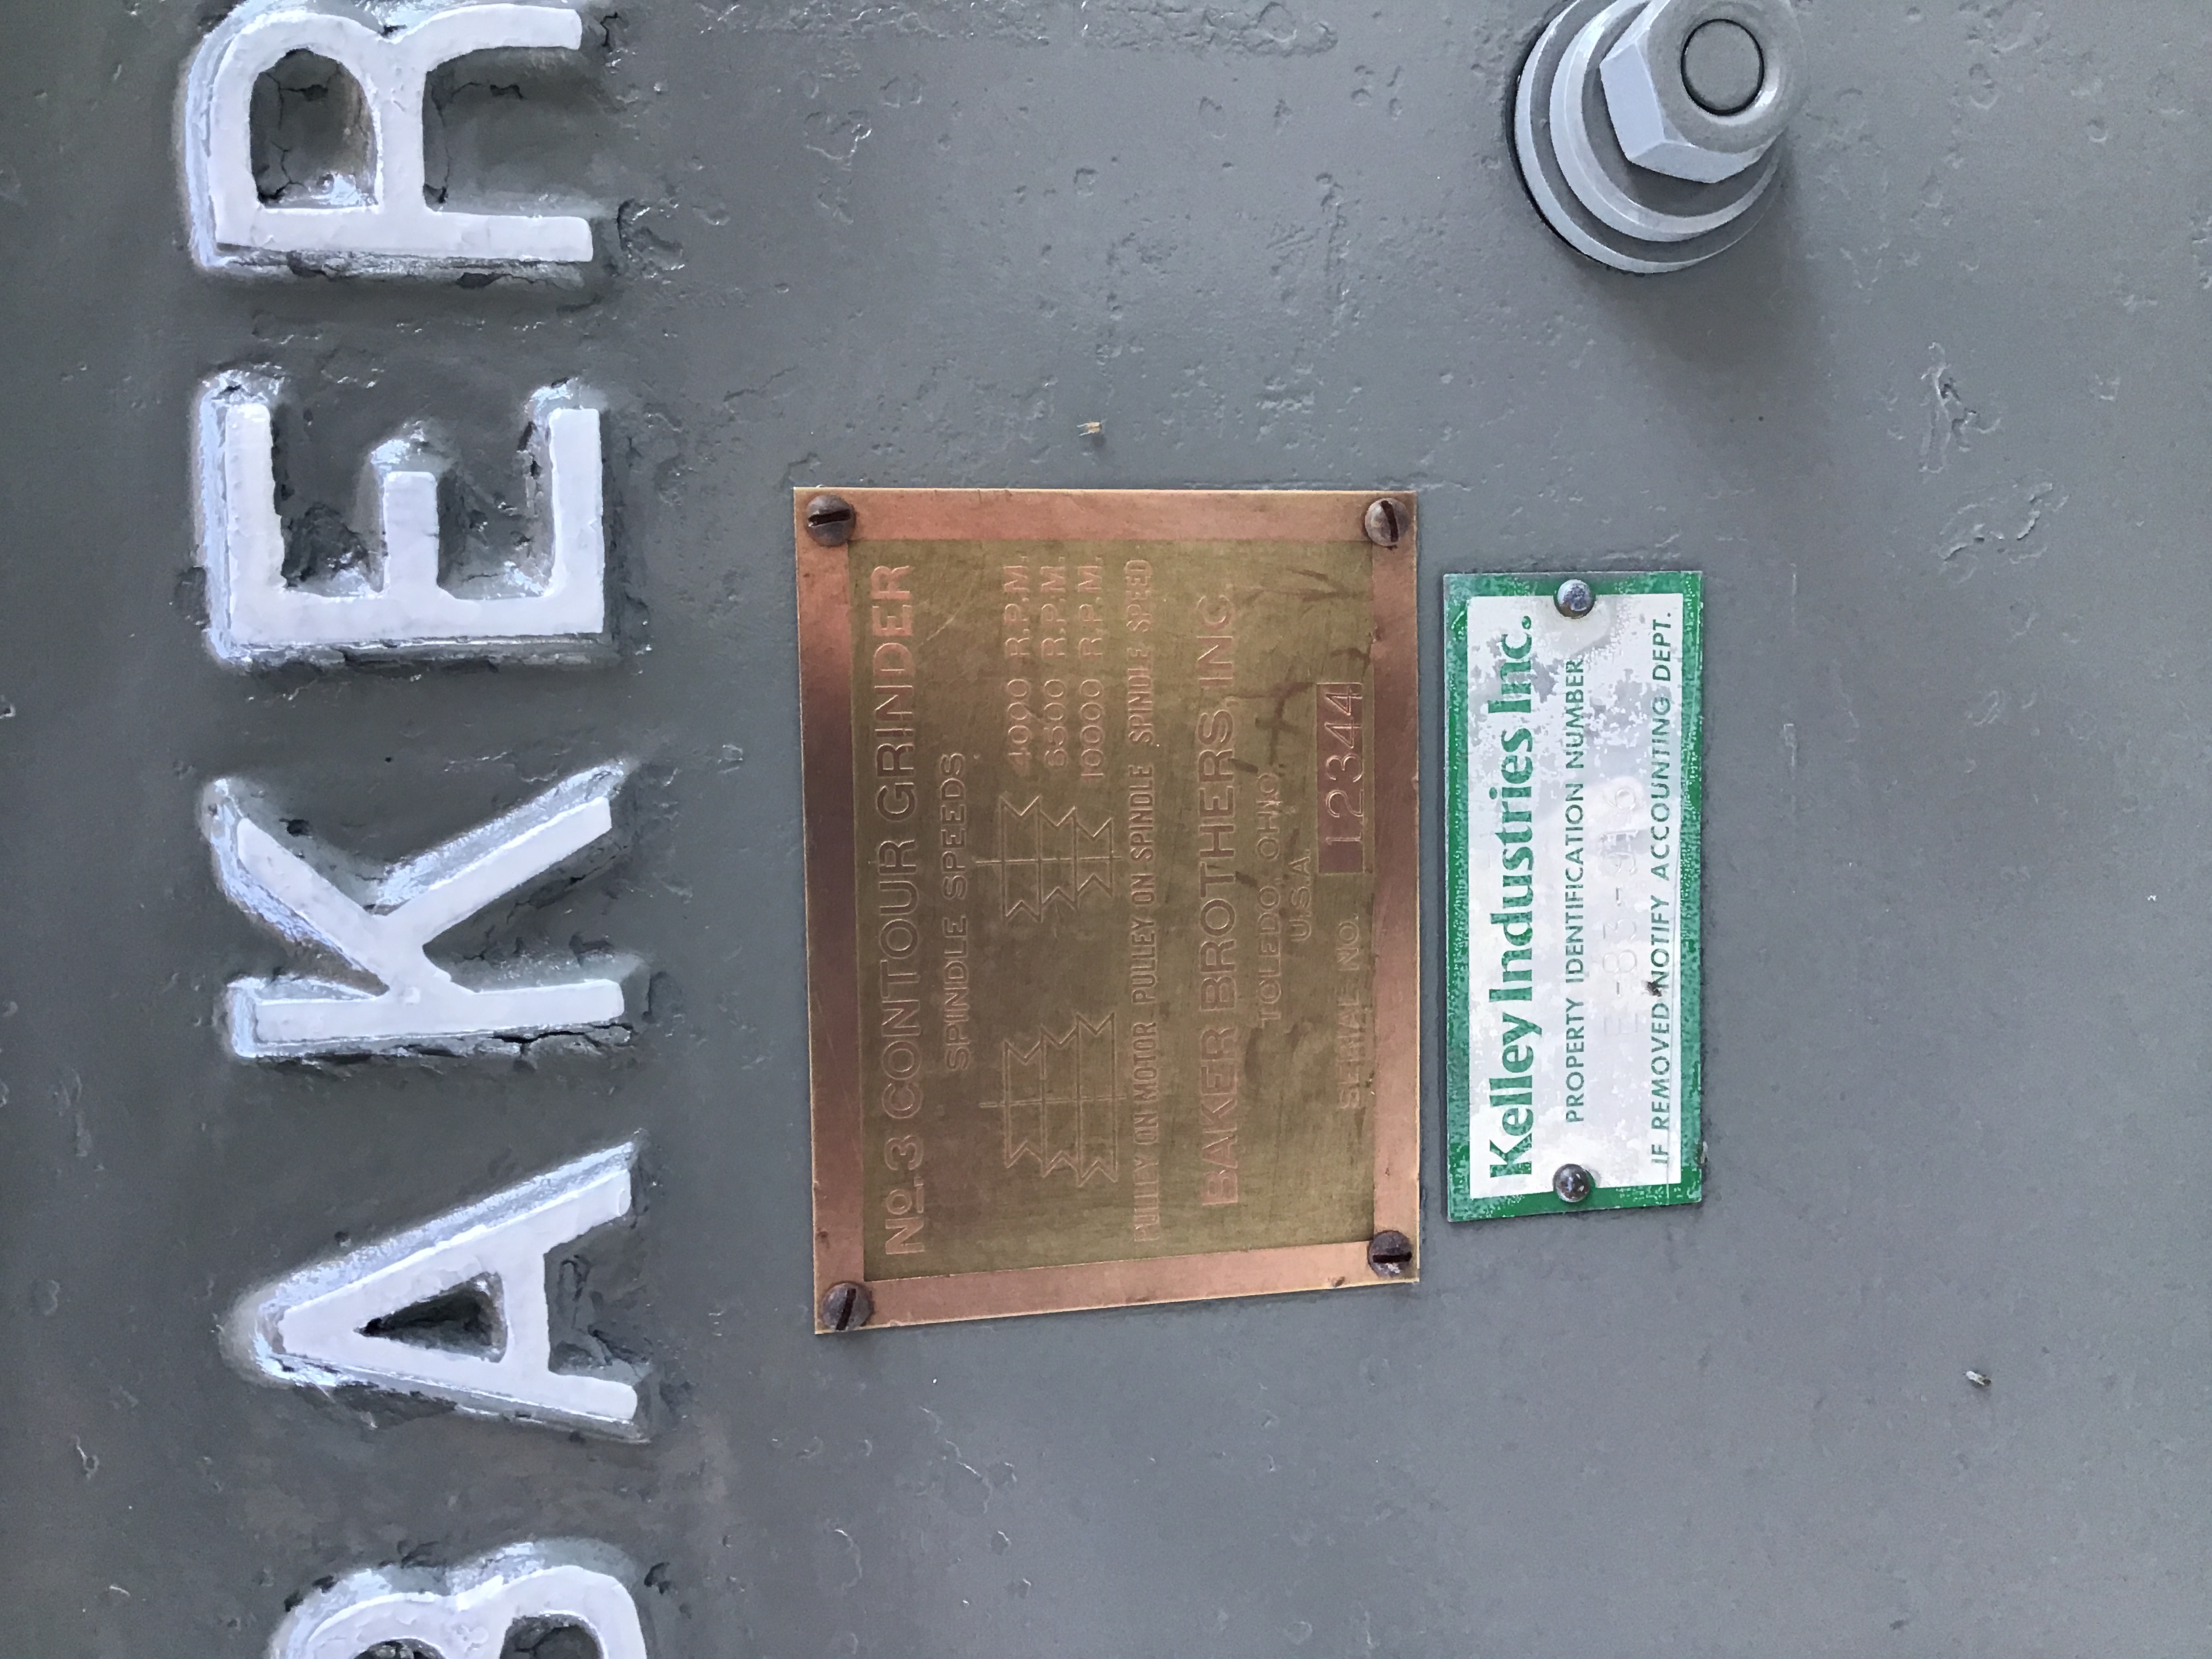 BAKER
No. 3 CONTOUR GRINDER
SPINDLE SPEEDS
4000 R.P.M.
6500 R.P.M.
10000 R.P.M.
PULLEY ON MOTOR PULLEY ON SPINDLE SPINDLE SPEED
BAKER BROTHERS, INC.
TOLEDO, OHIO
U.S.A.
SERIAL NO. 12344
Kelley Industries Inc.
PROPERTY IDENTIFICATION NUMBER
IF REMOVED NOTIFY ACCOUNTING DEPT.